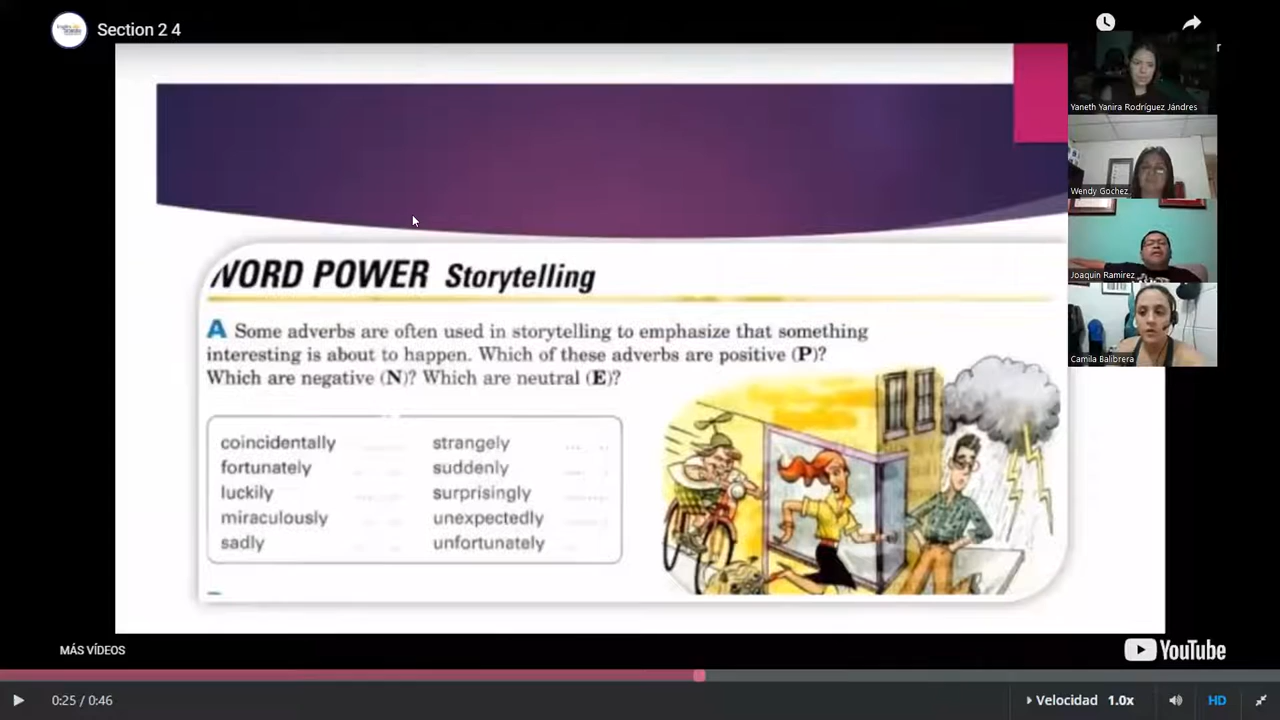 Section 2 4
Yaneth Yanira Rodríguez Jándres
Wendy Gochez
Joaquin Ramirez
Camila Balibrera
WORD POWER Storytelling
A Some adverbs are often used in storytelling to emphasize that something
interesting is about to happen. Which of these adverbs are positive (P)?
Which are negative (N)? Which are neutral (E)?
coincidentally strangely
fortunately suddenly
luckily surprisingly
miraculously unexpectedly
sadly unfortunately
MÁS VÍDEOS
YouTube
0:25 / 0:46
Velocidad 1.0x
HD